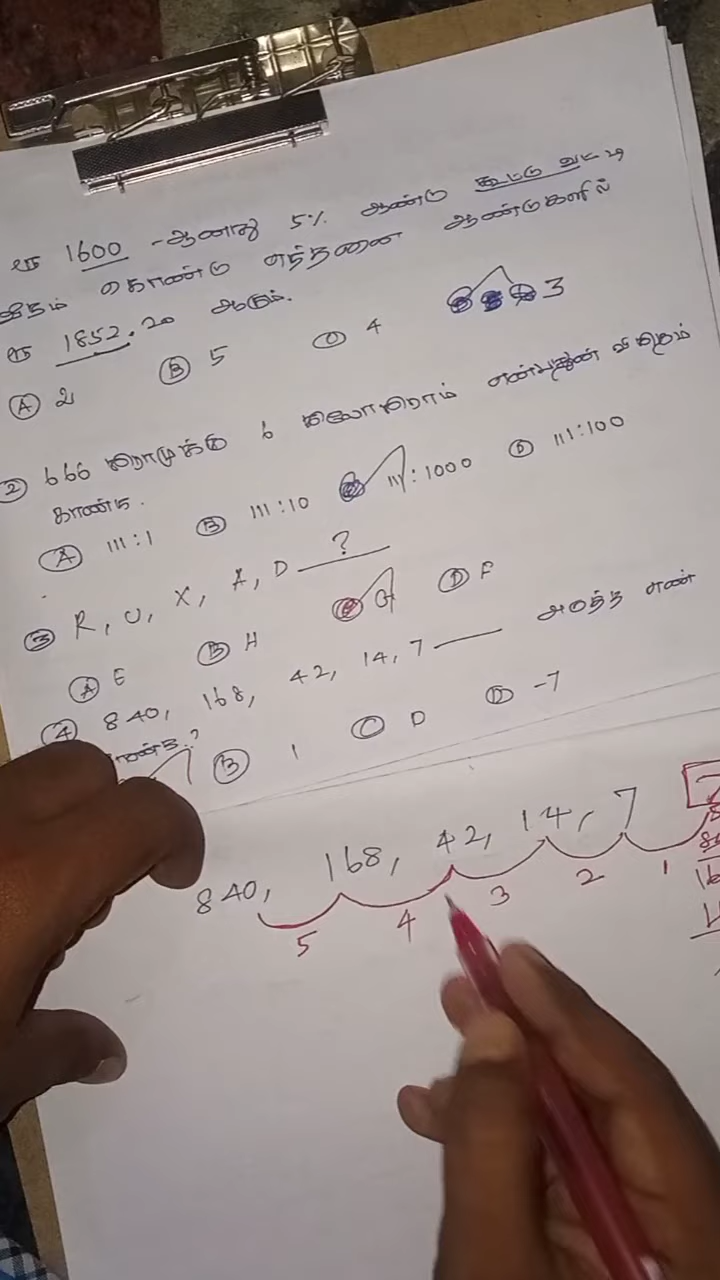 ரூ 1600 -ஆனது 5% ஆண்டு கூட்டு வட்டி
வீதம் கொண்டு எத்தனை ஆண்டுகளில்
ரூ 1852.20 ஆகும்.
Ⓐ 2 Ⓑ 5 Ⓒ 4 3
② 666 கிராமுக்கும் 6 கிலோகிராம் என்பதன் விகிதம்
காண்க.
Ⓐ 111:1 Ⓑ 111:10 111:1000 Ⓓ 111:100
③ R, U, X, A, D ?
Ⓐ E Ⓑ H G Ⓓ F
④ 840, 168, 42, 14, 7 அடுத்த எண்
காண்க?
Ⓑ 1 Ⓒ 0 Ⓓ -7
840, 168, 42, 14, 7
5 4 3 2 1